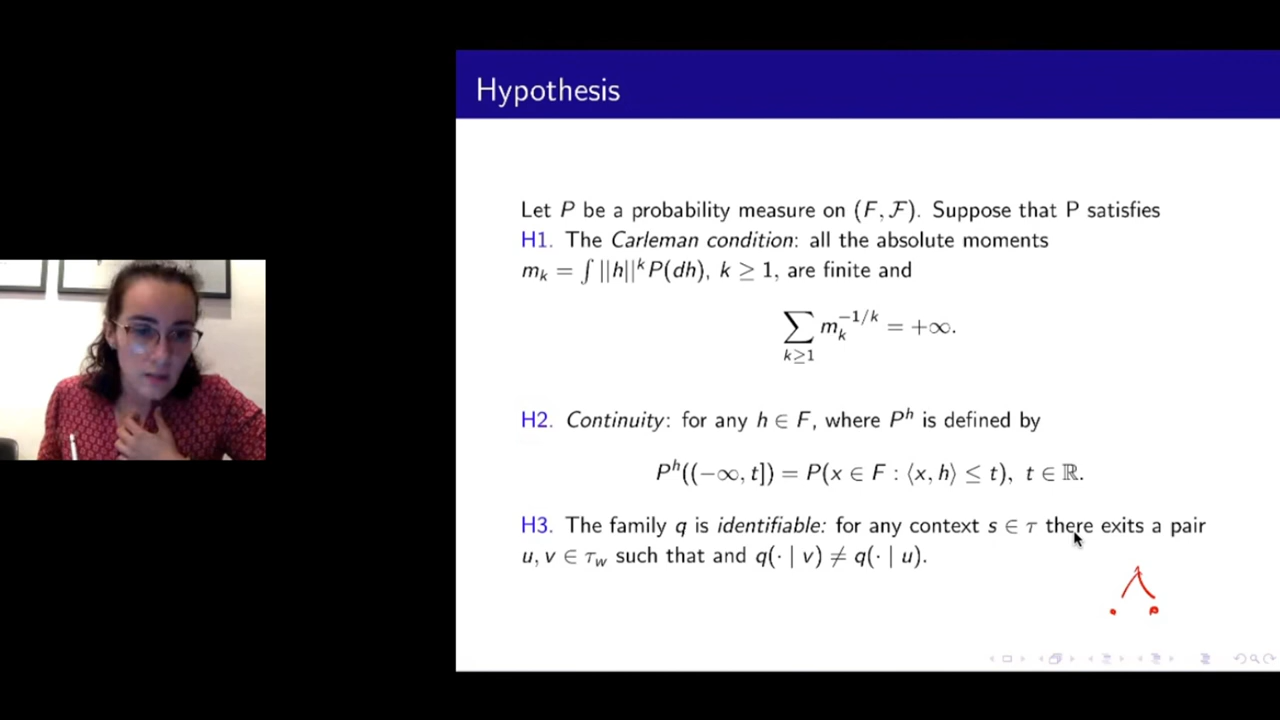 Hypothesis
Let P be a probability measure on (F, ℱ). Suppose that P satisfies
H1. The Carleman condition: all the absolute moments
m_k = ∫ ||h||^k P(dh), k ≥ 1, are finite and
∑_{k≥1} m_k^{-1/k} = +∞.
H2. Continuity: for any h ∈ F, where P^h is defined by
P^h((−∞, t]) = P(x ∈ F : ⟨x, h⟩ ≤ t), t ∈ ℝ.
H3. The family q is identifiable: for any context s ∈ τ there exits a pair
u, v ∈ τ_w such that and q(· | v) ≠ q(· | u).